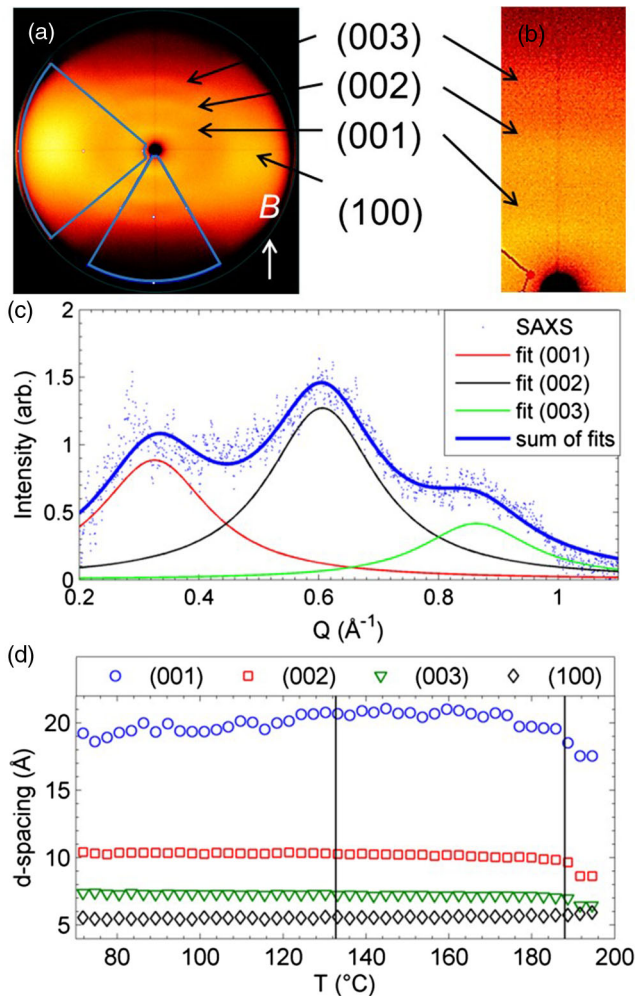 (a)
(003)
(002)
(001)
(100)
B
(b)
(c)
2
1.5
1
0.5
0
Intensity (arb.)
SAXS
fit (001)
fit (002)
fit (003)
sum of fits
0.2 0.4 0.6 0.8 1
Q (Å⁻¹)
(d)
(001) (002) (003) (100)
20
15
10
5
d-spacing (Å)
80 100 120 140 160 180 200
T (°C)